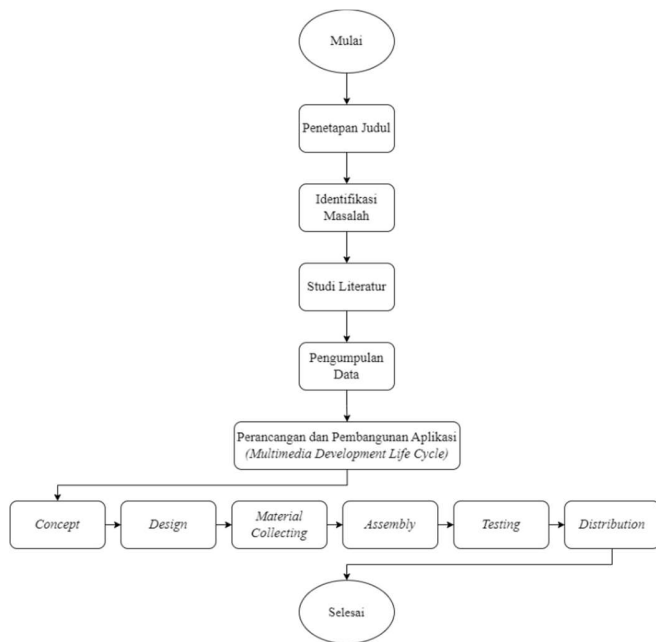 Mulai
Penetapan Judul
Identifikasi
Masalah
Studi Literatur
Pengumpulan
Data
Perancangan dan Pembangunan Aplikasi
(Multimedia Development Life Cycle)
Concept
Design
Material
Collecting
Assembly
Testing
Distribution
Selesai